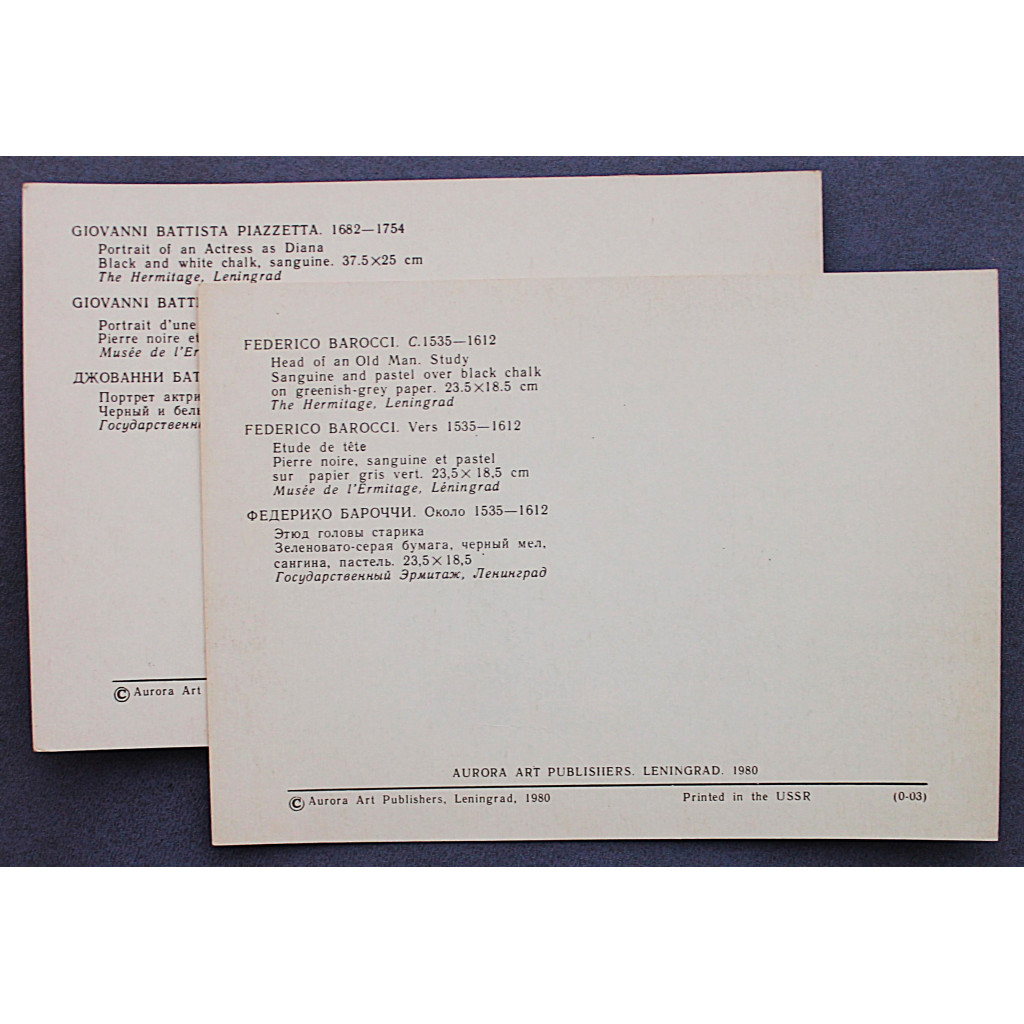 GIOVANNI BATTISTA PIAZZETTA. 1682—1754
Portrait of an Actress as Diana
Black and white chalk, sanguine. 37.5×25 cm
The Hermitage, Leningrad
GIOVANNI
Portrait d'une
Pierre noire et
Musée de
ДЖОВАННИ
Портрет
Черный и
© Aurora Art
FEDERICO BAROCCI. C.1535—1612
Head of an Old Man. Study
Sanguine and pastel over black chalk
on greenish-grey paper. 23.5×18.5 cm
The Hermitage, Leningrad
FEDERICO BAROCCI. Vers 1535—1612
Etude de tête
Pierre noire, sanguine et pastel
sur papier gris vert. 23,5×18,5 cm
Musée de l'Ermitage, Léningrad
ФЕДЕРИКО БАРОЧЧИ. Около 1535—1612
Этюд головы старика
Зеленовато-серая бумага, черный мел,
сангина, пастель. 23,5×18,5
Государственный Эрмитаж, Ленинград
AURORA ART PUBLISHERS. LENINGRAD. 1980
© Aurora Art Publishers, Leningrad, 1980 Printed in the USSR (0-03)